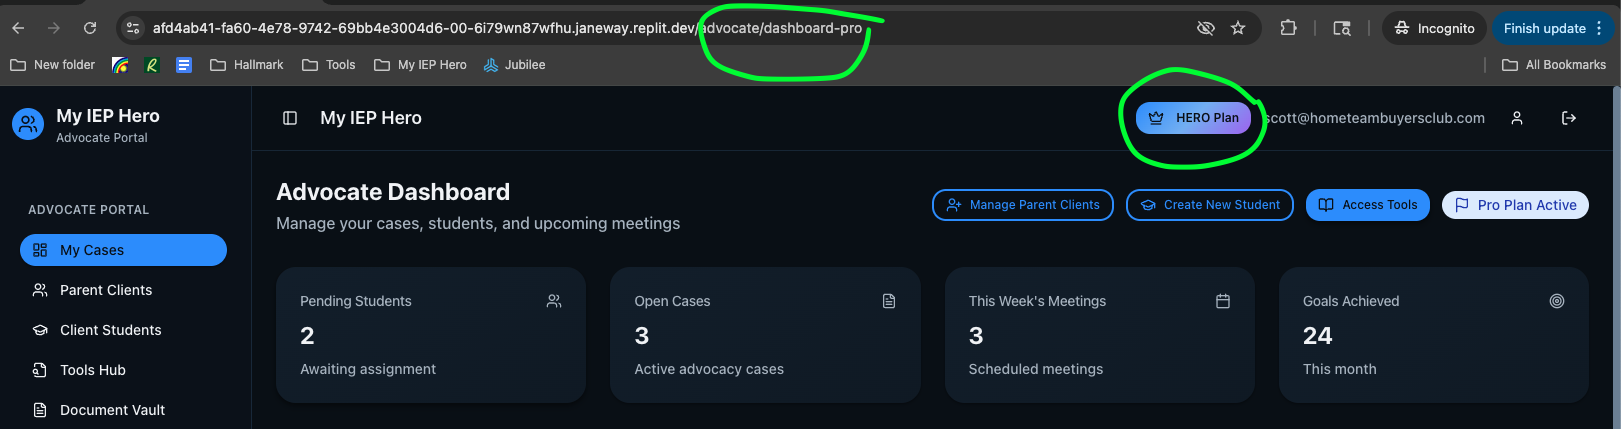 afd4ab41-fa60-4e78-9742-69bb4e3004d6-00-6i79wn87wfhu.janeway.replit.dev/advocate/dashboard-pro
Incognito
Finish update
New folder
Hallmark
Tools
My IEP Hero
Jubilee
All Bookmarks
My IEP Hero
Advocate Portal
My IEP Hero
HERO Plan
scott@hometeambuyersclub.com
ADVOCATE PORTAL
My Cases
Parent Clients
Client Students
Tools Hub
Document Vault
Advocate Dashboard
Manage your cases, students, and upcoming meetings
Manage Parent Clients
Create New Student
Access Tools
Pro Plan Active
Pending Students
2
Awaiting assignment
Open Cases
3
Active advocacy cases
This Week's Meetings
3
Scheduled meetings
Goals Achieved
24
This month